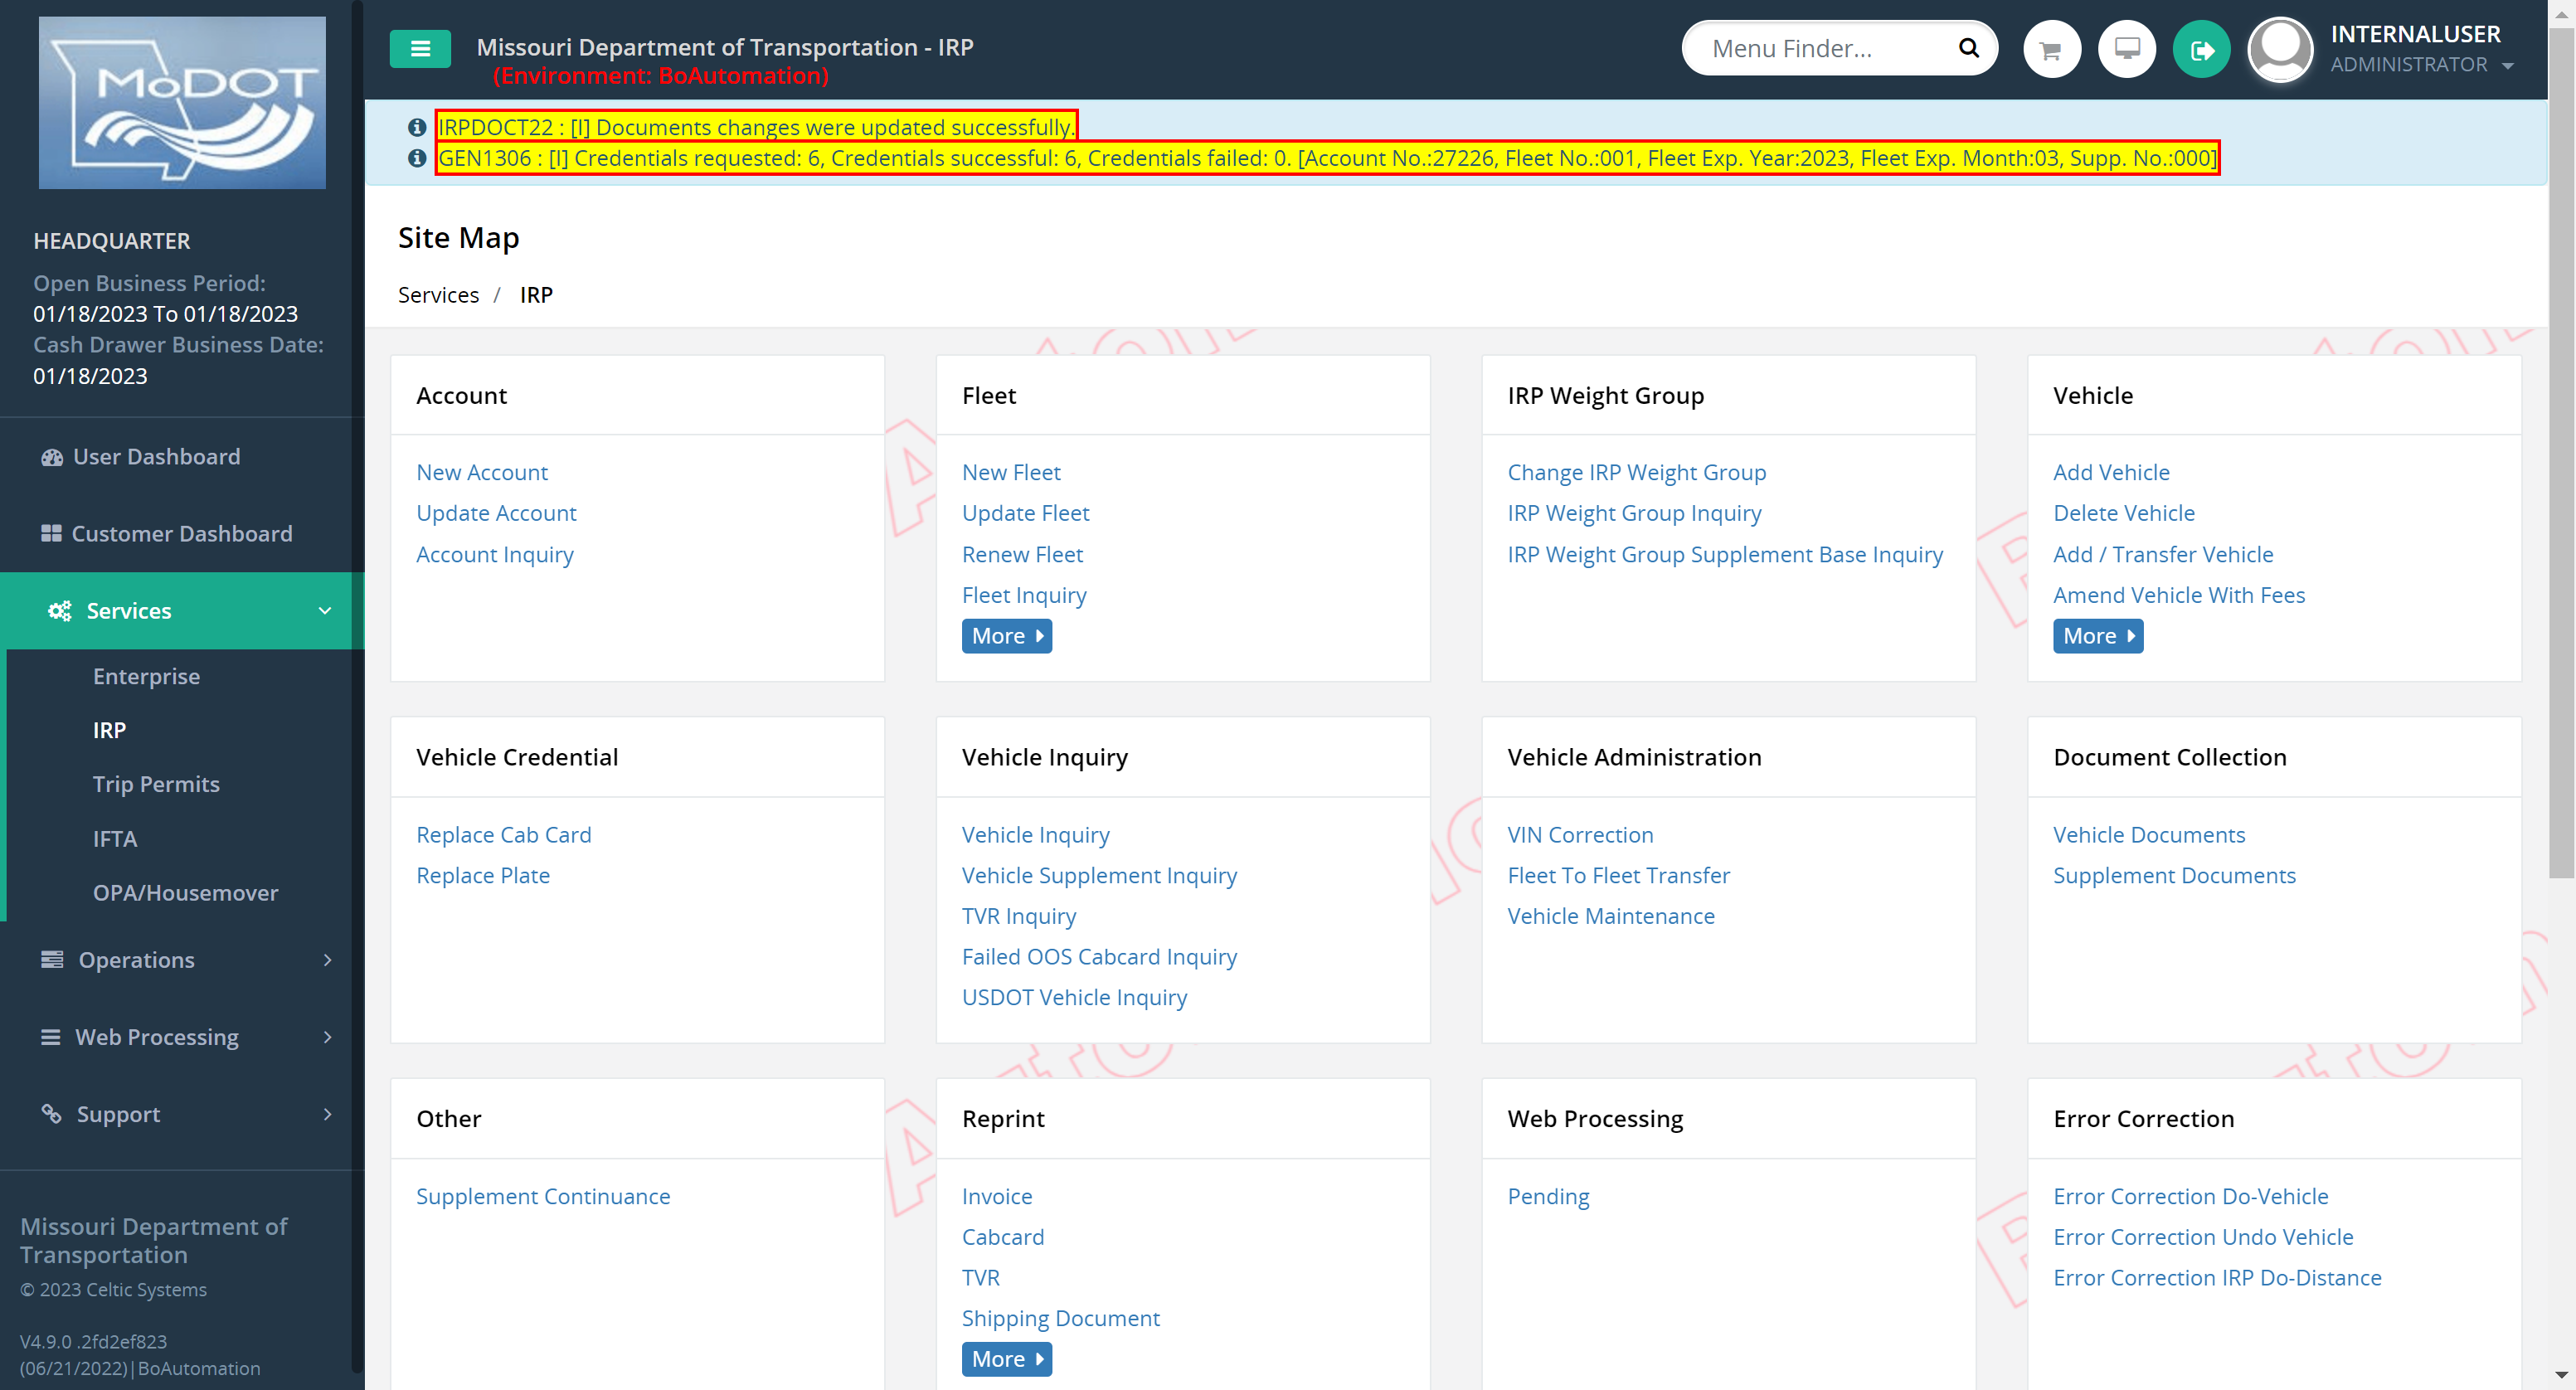 MoDOT
Missouri Department of Transportation - IRP
(Environment: BoAutomation)
Menu Finder...
INTERNALUSER
ADMINISTRATOR
IRPDOCT22 : [I] Documents changes were updated successfully.
GEN1306 : [I] Credentials requested: 6, Credentials successful: 6, Credentials failed: 0. [Account No.:27226, Fleet No.:001, Fleet Exp. Year:2023, Fleet Exp. Month:03, Supp. No.:000]
HEADQUARTER
Open Business Period:
01/18/2023 To 01/18/2023
Cash Drawer Business Date:
01/18/2023
User Dashboard
Customer Dashboard
Services
Enterprise
IRP
Trip Permits
IFTA
OPA/Housemover
Operations
Web Processing
Support
Missouri Department of
Transportation
© 2023 Celtic Systems
V4.9.0 .2fd2ef823
(06/21/2022)|BoAutomation
Site Map
Services / IRP
Account
New Account
Update Account
Account Inquiry
Fleet
New Fleet
Update Fleet
Renew Fleet
Fleet Inquiry
More
IRP Weight Group
Change IRP Weight Group
IRP Weight Group Inquiry
IRP Weight Group Supplement Base Inquiry
Vehicle
Add Vehicle
Delete Vehicle
Add / Transfer Vehicle
Amend Vehicle With Fees
More
Vehicle Credential
Replace Cab Card
Replace Plate
Vehicle Inquiry
Vehicle Inquiry
Vehicle Supplement Inquiry
TVR Inquiry
Failed OOS Cabcard Inquiry
USDOT Vehicle Inquiry
Vehicle Administration
VIN Correction
Fleet To Fleet Transfer
Vehicle Maintenance
Document Collection
Vehicle Documents
Supplement Documents
Other
Supplement Continuance
Reprint
Invoice
Cabcard
TVR
Shipping Document
More
Web Processing
Pending
Error Correction
Error Correction Do-Vehicle
Error Correction Undo Vehicle
Error Correction IRP Do-Distance